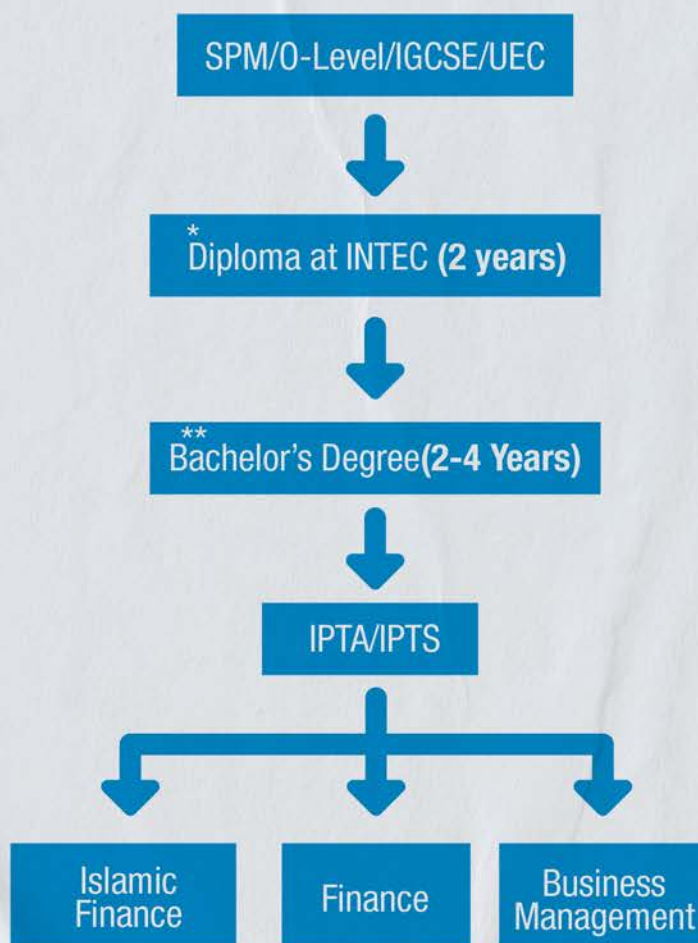 SPM/O-Level/IGCSE/UEC
*
Diploma at INTEC (2 years)
**
Bachelor's Degree(2-4 Years)
IPTA/IPTS
Islamic
Finance
Finance
Business
Management